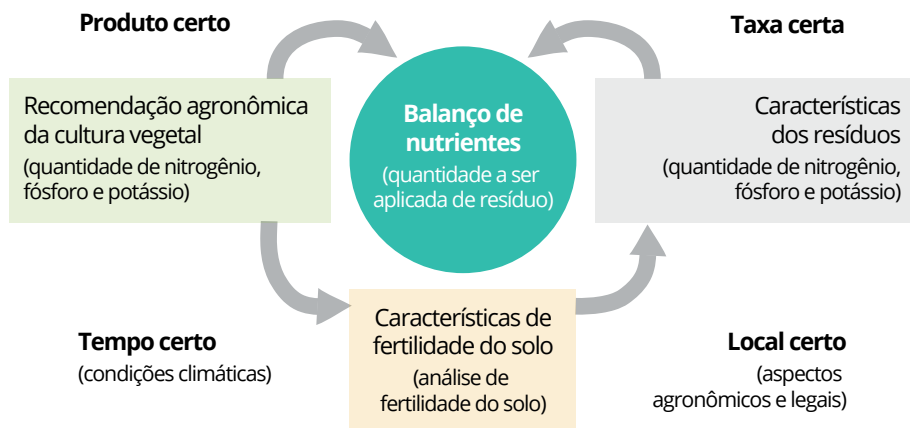 Produto certo
Taxa certa
Recomendação agronômica
da cultura vegetal
(quantidade de nitrogênio,
fósforo e potássio)
Balanço de
nutrientes
(quantidade a ser
aplicada de resíduo)
Características
dos resíduos
(quantidade de nitrogênio,
fósforo e potássio)
Tempo certo
(condições climáticas)
Características de
fertilidade do solo
(análise de
fertilidade do solo)
Local certo
(aspectos
agronômicos e legais)